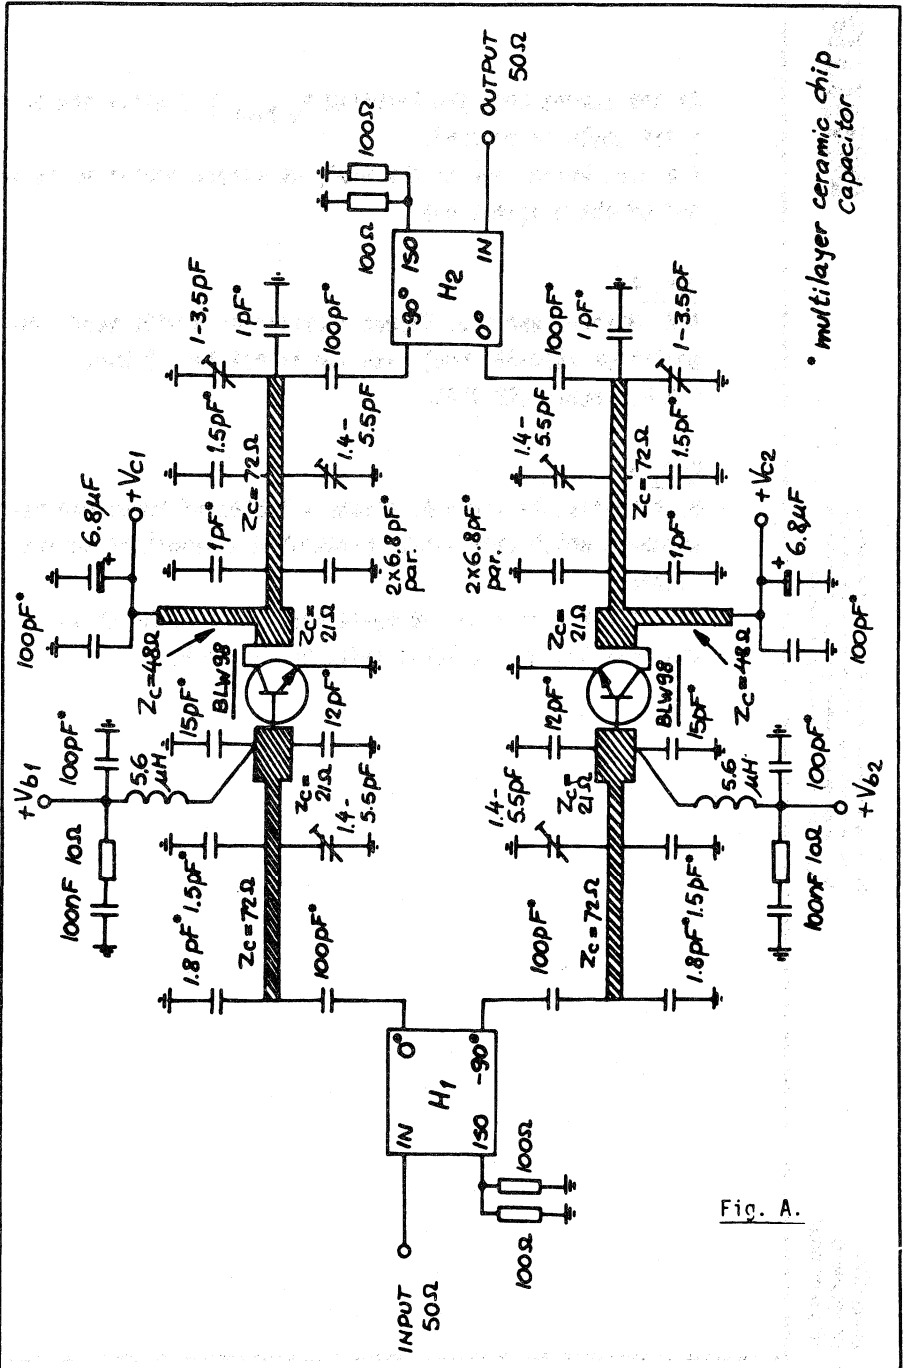 INPUT
50Ω
100Ω
100Ω
IN
0°
H1
ISO
-90°
1.8pF* 1.5pF*
Zc=72Ω
100pF*
100nF 10Ω
+Vb1
100pF*
5,6
μH
15pF*
12pF*
Zc=
21Ω
1.4-
5.5pF
BLW98
Zc=48Ω
100pF*
6.8μF
+
+Vc1
Zc=
21Ω
1pF*
2x6.8pF*
par.
1.5pF*
Zc=72Ω
1.4-
5.5pF
1-3,5pF
1pF*
100pF*
100Ω
100Ω
-90°
ISO
H2
0°
IN
OUTPUT
50Ω
100pF*
Zc=72Ω
1.8pF* 1.5pF*
1.4-
5.5pF
Zc=
21Ω
12pF*
15pF*
5.6
μH
100nF 10Ω
100pF*
+Vb2
BLW98
Zc=48Ω
Zc=
21Ω
2x6.8pF*
par.
1pF*
1.4-
5.5pF
Zc=72Ω
1.5pF*
100pF*
1pF*
1-3.5pF
+Vc2
+
6.8μF
100pF*
* multilayer ceramic chip
capacitor
Fig. A.